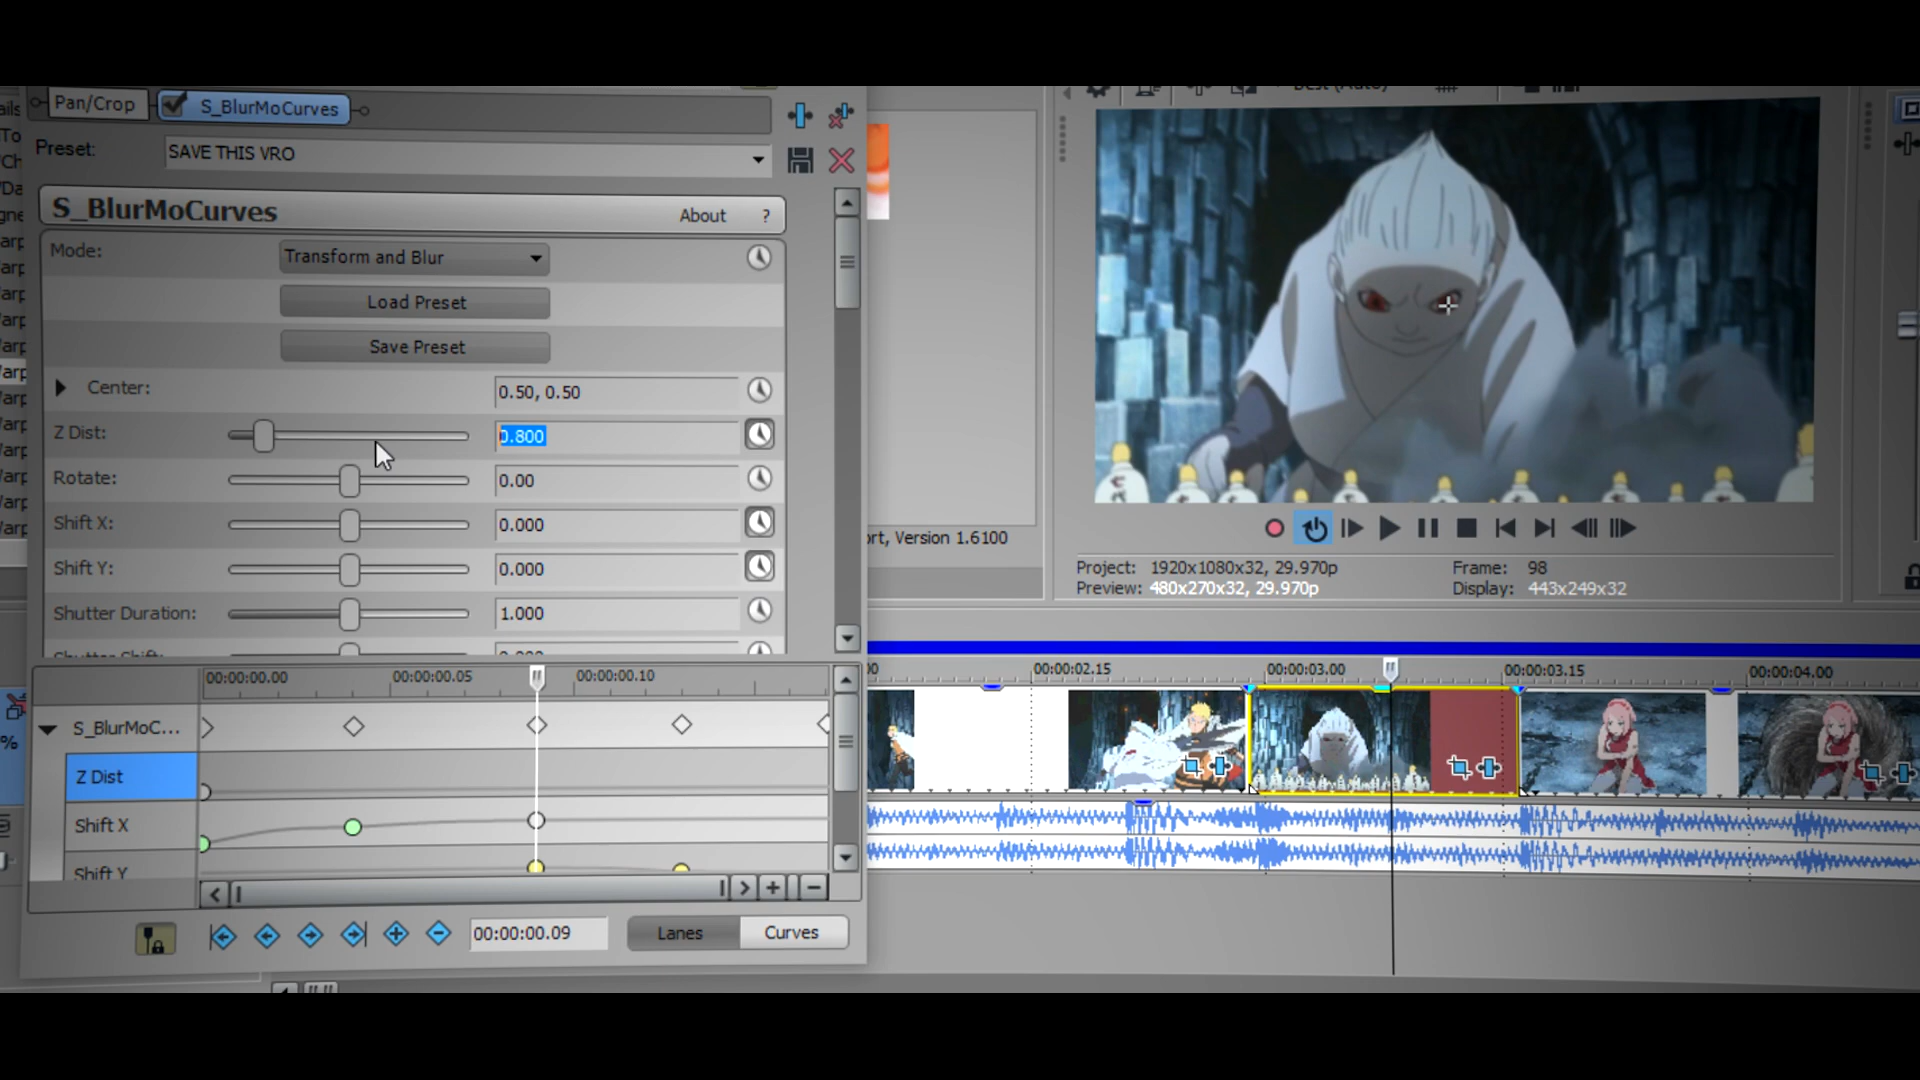 Pan/Crop
S_BlurMoCurves
Preset:
SAVE THIS VRO
S_BlurMoCurves
About
?
Mode:
Transform and Blur
Load Preset
Save Preset
Center:
0.50, 0.50
Z Dist:
0.800
Rotate:
0.00
Shift X:
0.000
Shift Y:
0.000
Shutter Duration:
1.000
00:00:00.00
00:00:00.05
00:00:00.10
S_BlurMoC...
Z Dist
Shift X
Shift Y
00:00:00.09
Lanes
Curves
ort, Version 1.6100
Project: 1920x1080x32, 29.970p
Frame: 98
Preview: 480x270x32, 29.970p
Display: 443x249x32
00:00:02.15
00:00:03.00
00:00:03.15
00:00:04.00